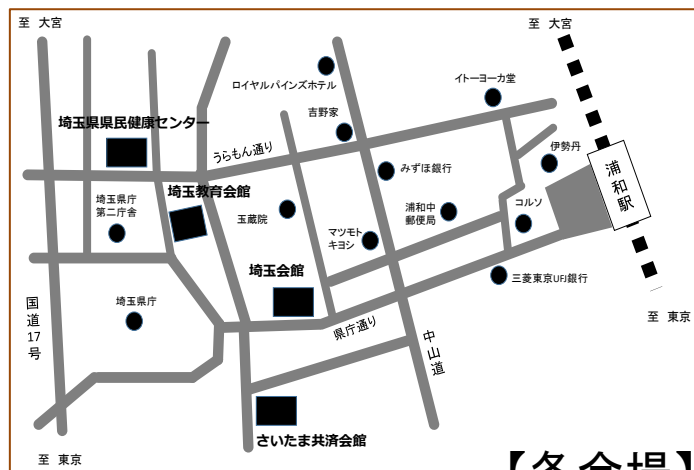 至 大宮
至 大宮
ロイヤルパインズホテル
イトーヨーカ堂
吉野家
埼玉県県民健康センター
うらもん通り
伊勢丹
みずほ銀行
浦和駅
埼玉教育会館
埼玉県庁
第二庁舎
玉蔵院
浦和中
郵便局
コルソ
マツモト
キヨシ
埼玉会館
三菱東京UFJ銀行
国道17号
埼玉県庁
県庁通り
至 東京
中山道
さいたま共済会館
至 東京